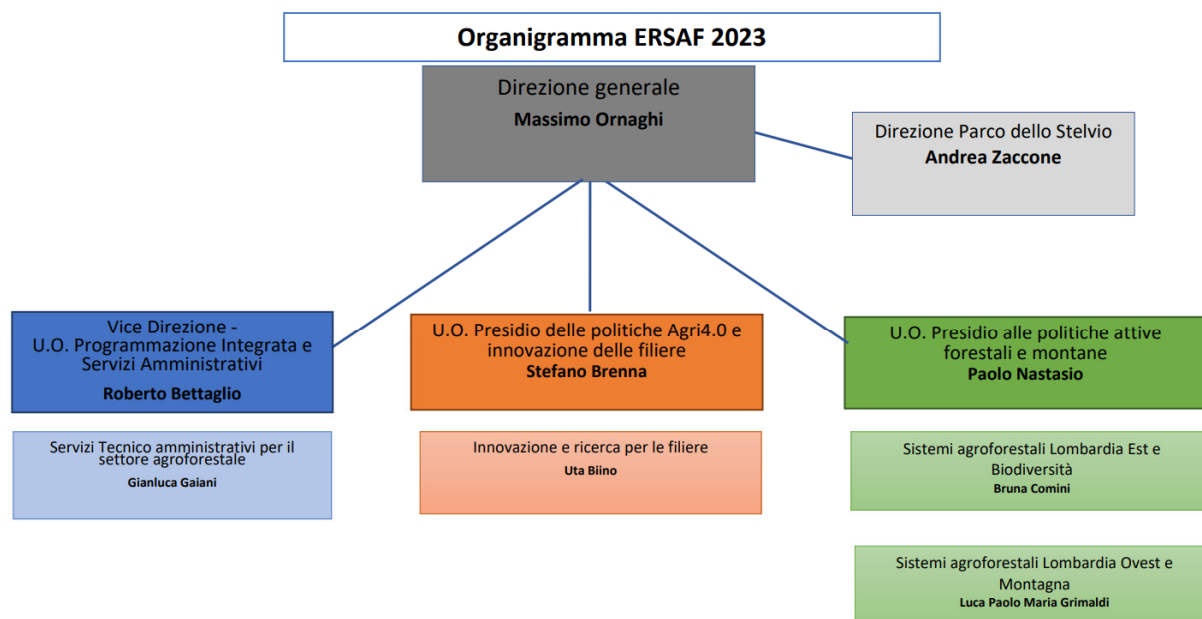 Organigramma ERSAF 2023
Direzione generale
Massimo Ornaghi
Direzione Parco dello Stelvio
Andrea Zaccone
Vice Direzione -
U.O. Programmazione Integrata e
Servizi Amministrativi
Roberto Bettaglio
U.O. Presidio delle politiche Agri4.0 e
innovazione delle filiere
Stefano Brenna
U.O. Presidio alle politiche attive
forestali e montane
Paolo Nastasio
Servizi Tecnico amministrativi per il
settore agroforestale
Gianluca Gaiani
Innovazione e ricerca per le filiere
Uta Biino
Sistemi agroforestali Lombardia Est e
Biodiversità
Bruna Comini
Sistemi agroforestali Lombardia Ovest e
Montagna
Luca Paolo Maria Grimaldi